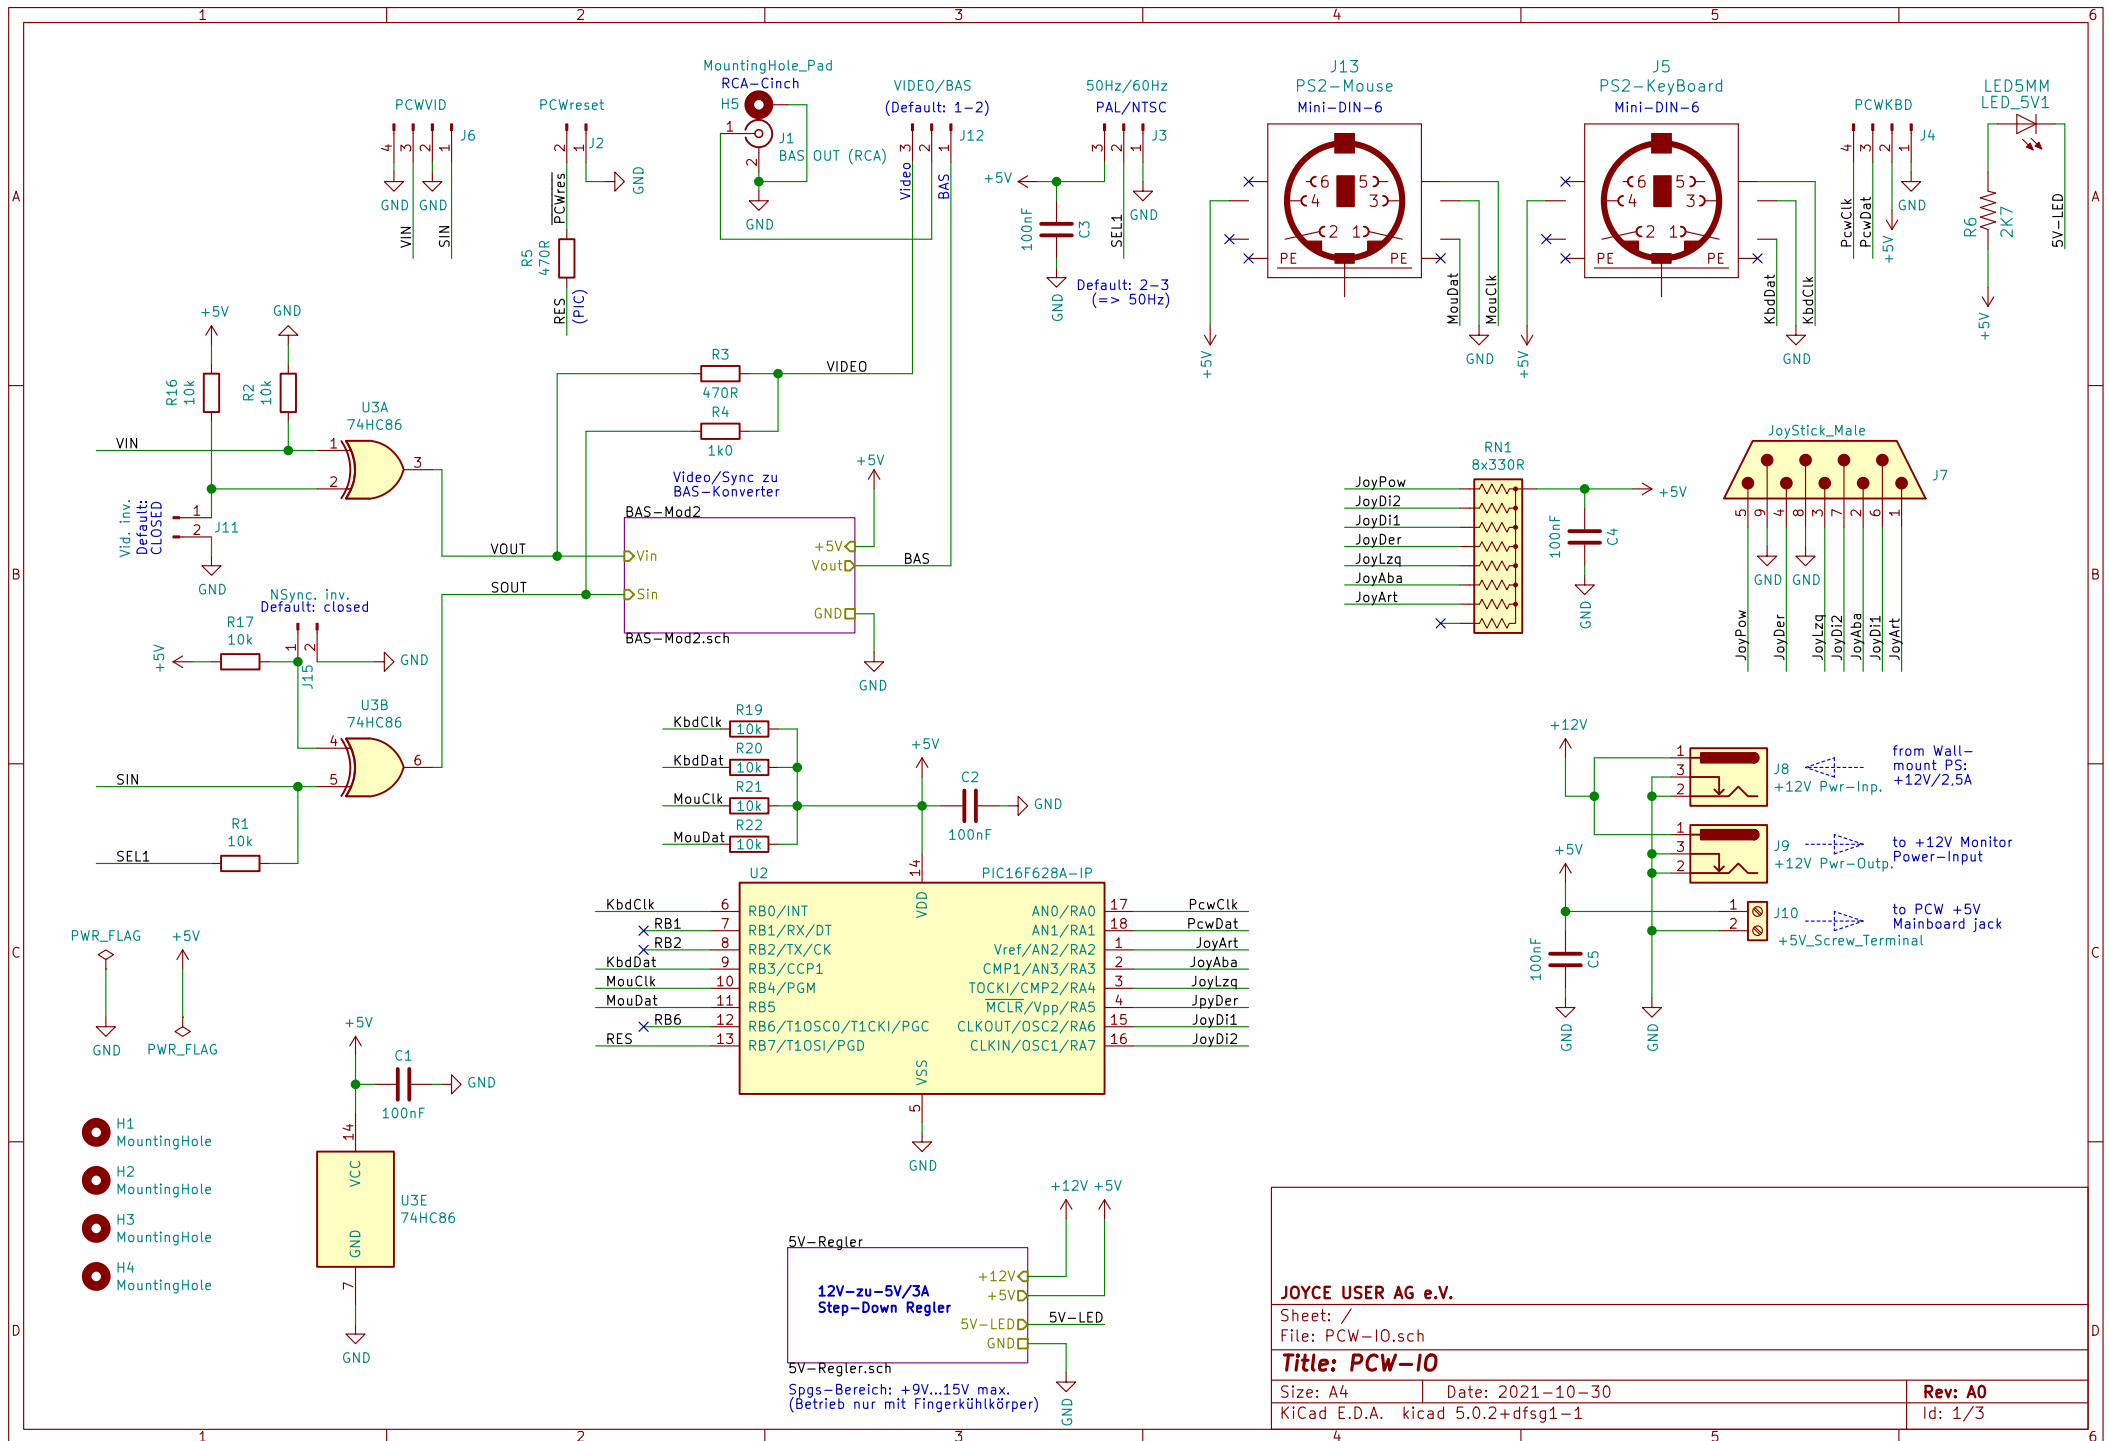 1 2 3 4 5 6
A A
B B
C C
D D
1 2 3 4 5 6
PCWVID
J6
4 3 2 1
GND GND
VIN
SIN
PCWreset
J2
2 1
GND
PCWres
R5
470R
RES
(PIC)
MountingHole_Pad
RCA-Cinch
H5
1
J1
BAS OUT (RCA)
2
GND
VIDEO/BAS
(Default: 1-2)
J12
3 2 1
Video
BAS
50Hz/60Hz
PAL/NTSC
J3
3 2 1
+5V
100nF
C3
SEL1
GND
GND
Default: 2-3
(=> 50Hz)
J13
PS2-Mouse
Mini-DIN-6
6 5
4 3
2 1
PE PE
MouDat
MouClk
+5V
GND
J5
PS2-KeyBoard
Mini-DIN-6
6 5
4 3
2 1
PE PE
KbdDat
KbdClk
+5V
GND
PCWKBD
J4
4 3 2 1
GND
PcwClk
PcwDat
+5V
LED5MM
LED_5V1
R6
2K7
5V-LED
+5V
+5V
GND
R16
10k
R2
10k
U3A
74HC86
VIN
1
2
3
Vid. inv.
Default:
CLOSED
1
2
J11
GND
R3
470R
VIDEO
R4
1k0
Video/Sync zu
BAS-Konverter
+5V
BAS-Mod2
VOUT
Vin
+5V
Vout
BAS
SOUT
Sin
GND
BAS-Mod2.sch
GND
NSync. inv.
Default: closed
R17
10k
+5V
1 2
J15
GND
U3B
74HC86
4
5
6
SIN
R1
10k
SEL1
RN1
8x330R
JoyPow
JoyDi2
JoyDi1
JoyDer
JoyLzq
JoyAba
JoyArt
+5V
100nF
C4
GND
JoyStick_Male
J7
5 9 4 8 3 7 2 6 1
GND GND
JoyPow
JoyDer
JoyLzq
JoyDi2
JoyAba
JoyDi1
JoyArt
KbdClk
R19
10k
KbdDat
R20
10k
MouClk
R21
10k
MouDat
R22
10k
+5V
C2
100nF
GND
U2
PIC16F628A-IP
14
VDD
KbdClk 6 RB0/INT
RB1 7 RB1/RX/DT
RB2 8 RB2/TX/CK
KbdDat 9 RB3/CCP1
MouClk 10 RB4/PGM
MouDat 11 RB5
RB6 12 RB6/T1OSC0/T1CKI/PGC
RES 13 RB7/T1OSI/PGD
AN0/RA0 17 PcwClk
AN1/RA1 18 PcwDat
Vref/AN2/RA2 1 JoyArt
CMP1/AN3/RA3 2 JoyAba
TOCKI/CMP2/RA4 3 JoyLzq
MCLR/Vpp/RA5 4 JpyDer
CLKOUT/OSC2/RA6 15 JoyDi1
CLKIN/OSC1/RA7 16 JoyDi2
VSS
5
GND
+12V
1
3
2
J8
+12V Pwr-Inp.
from Wall-
mount PS:
+12V/2,5A
1
3
2
J9
+12V Pwr-Outp.
to +12V Monitor
Power-Input
+5V
1
2
J10
+5V_Screw_Terminal
to PCW +5V
Mainboard jack
100nF
C5
GND
GND
PWR_FLAG
+5V
GND
PWR_FLAG
+5V
C1
100nF
GND
14
VCC
U3E
74HC86
GND
7
GND
H1
MountingHole
H2
MountingHole
H3
MountingHole
H4
MountingHole
+12V +5V
5V-Regler
12V-zu-5V/3A
Step-Down Regler
+12V
+5V
5V-LED
5V-LED
GND
5V-Regler.sch
GND
Spgs-Bereich: +9V...15V max.
(Betrieb nur mit Fingerkühlkörper)
JOYCE USER AG e.V.
Sheet: /
File: PCW-IO.sch
Title: PCW-IO
Size: A4 Date: 2021-10-30 Rev: A0
KiCad E.D.A. kicad 5.0.2+dfsg1-1 Id: 1/3